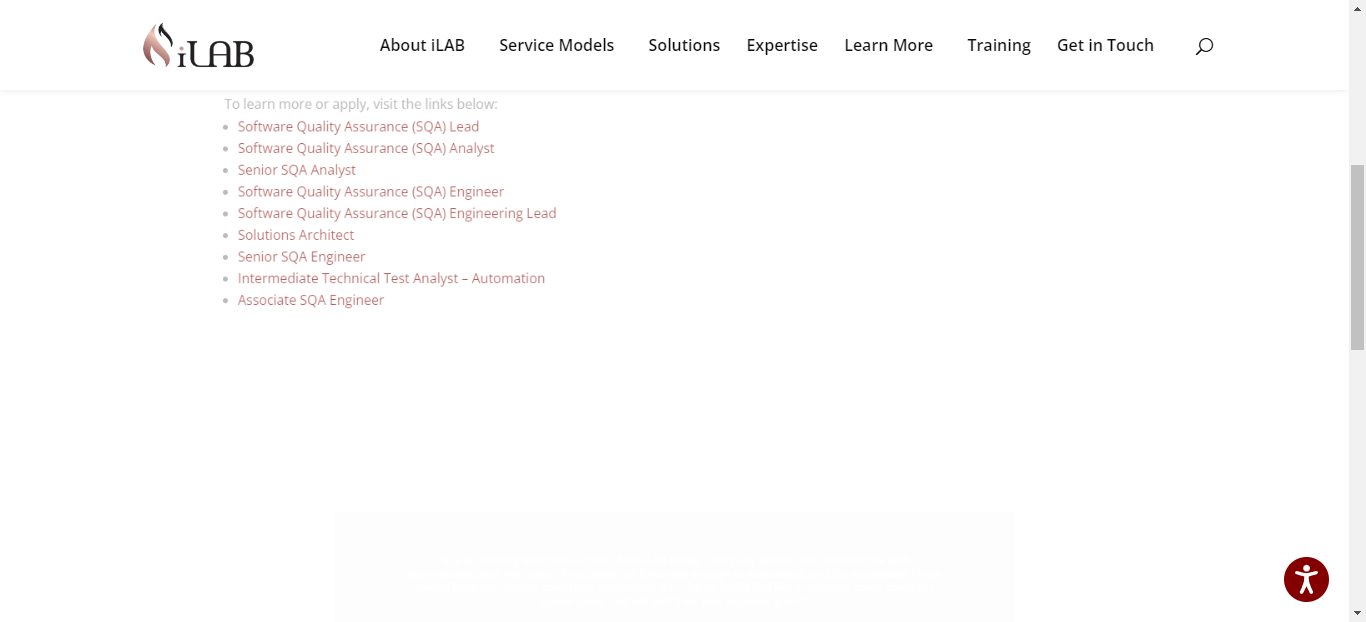 iLAB
About iLAB Service Models Solutions Expertise Learn More Training Get in Touch
To learn more or apply, visit the links below:
Software Quality Assurance (SQA) Lead
Software Quality Assurance (SQA) Analyst
Senior SQA Analyst
Software Quality Assurance (SQA) Engineer
Software Quality Assurance (SQA) Engineering Lead
Solutions Architect
Senior SQA Engineer
Intermediate Technical Test Analyst – Automation
Associate SQA Engineer